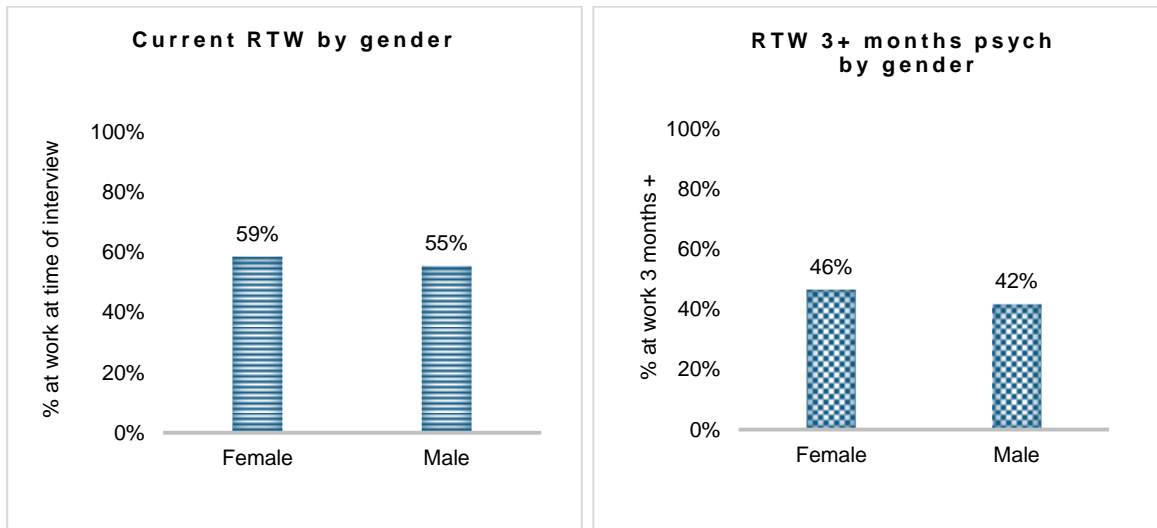 Current RTW by gender
% at work at time of interview
100%
80%
60%
40%
20%
0%
59%
55%
Female
Male
RTW 3+ months psych
by gender
% at work 3 months +
100%
80%
60%
40%
20%
0%
46%
42%
Female
Male